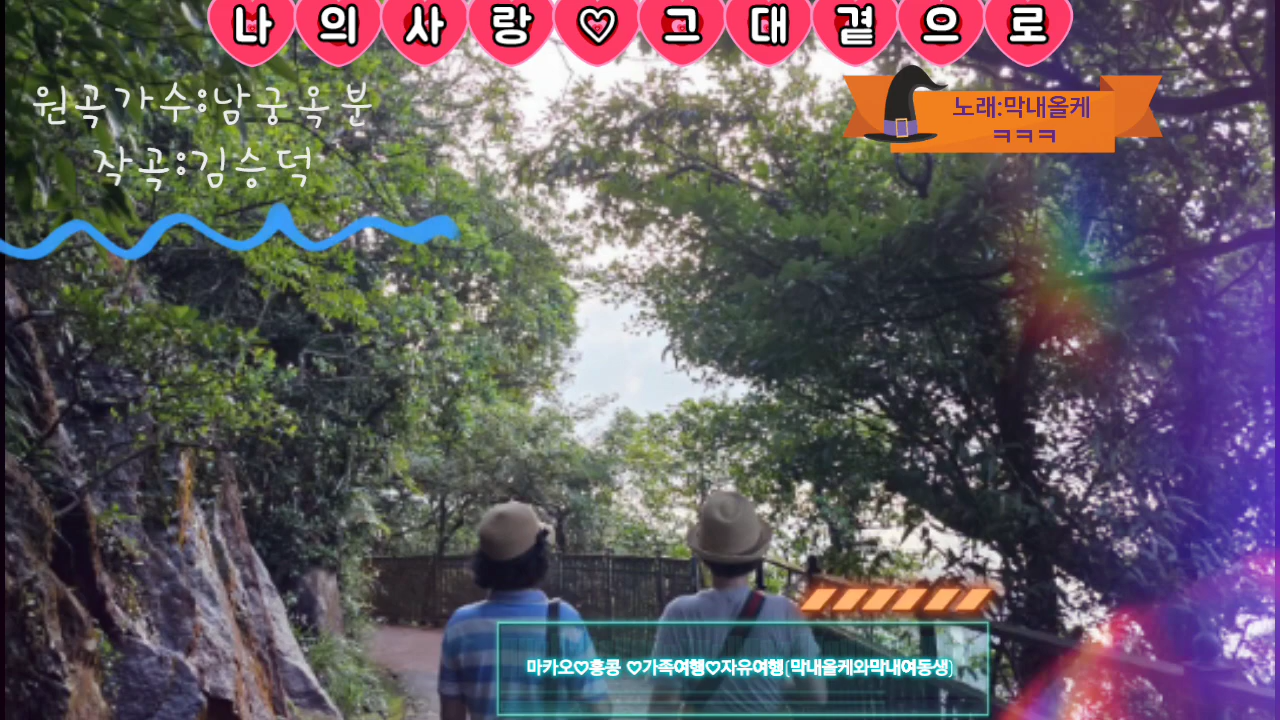 나의사랑♡그대곁으로
원곡가수:남궁옥분
작곡:김승덕
노래:막내올케
ㅋㅋㅋ
마카오♡홍콩 ♡가족여행♡자유여행(막내올케와막내여동생)